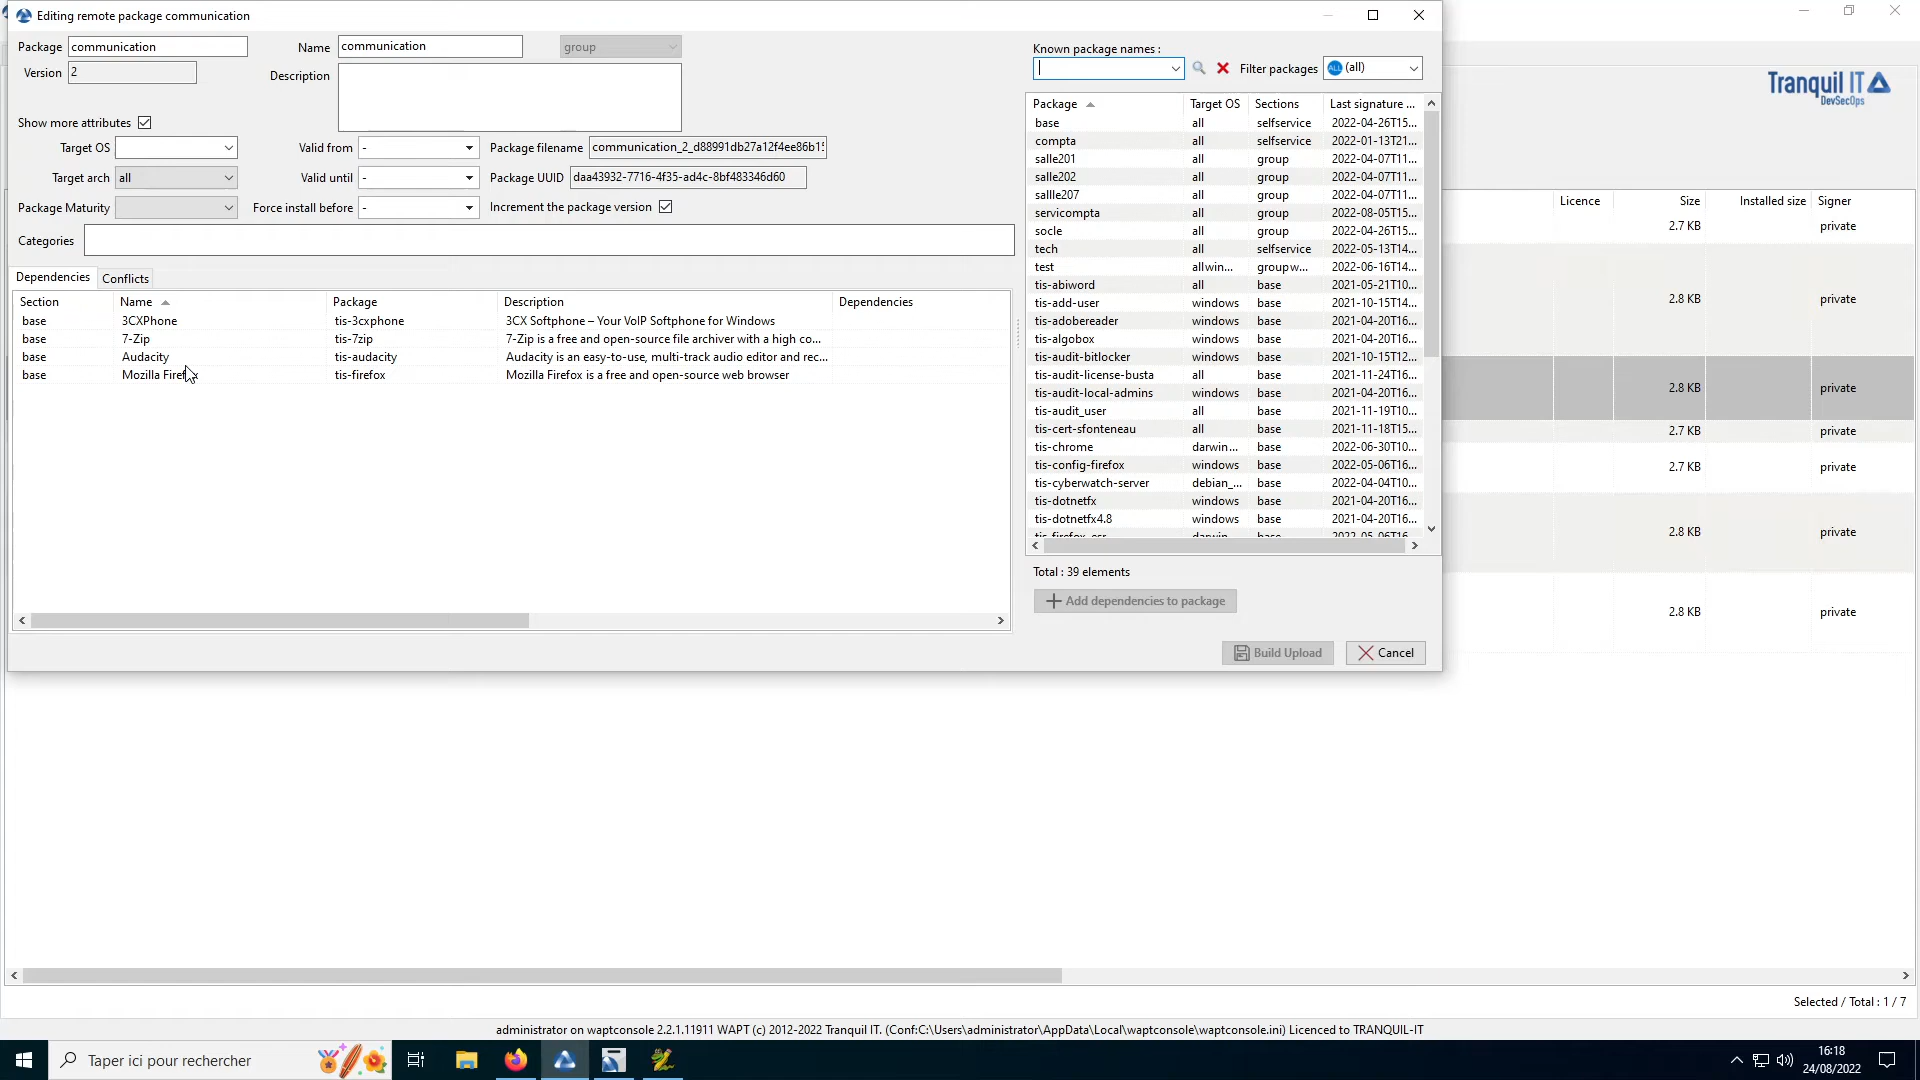 Editing remote package communication
Package communication Name communication group
Version 2 Description
Show more attributes
Target OS Valid from - Package filename communication_2_d88991db27a12f4ee86b15
Target arch all Valid until - Package UUID daa43932-7716-4f35-ad4c-8bf483346d60
Package Maturity Force install before - Increment the package version
Categories
Dependencies Conflicts
Section Name Package Description Dependencies
base 3CXPhone tis-3cxphone 3CX Softphone – Your VoIP Softphone for Windows
base 7-Zip tis-7zip 7-Zip is a free and open-source file archiver with a high co...
base Audacity tis-audacity Audacity is an easy-to-use, multi-track audio editor and rec...
base Mozilla Firefox tis-firefox Mozilla Firefox is a free and open-source web browser
Known package names :
Filter packages ALL (all)
Package Target OS Sections Last signature ...
base all selfservice 2022-04-26T15...
compta all selfservice 2022-01-13T21...
salle201 all group 2022-04-07T11...
salle202 all group 2022-04-07T11...
sallle207 all group 2022-04-07T11...
servicompta all group 2022-08-05T15...
socle all group 2022-04-26T15...
tech all selfservice 2022-05-13T14...
test allwin... groupw... 2022-06-16T14...
tis-abiword all base 2021-05-21T10...
tis-add-user windows base 2021-10-15T14...
tis-adobereader windows base 2021-04-20T16...
tis-algobox windows base 2021-04-20T16...
tis-audit-bitlocker windows base 2021-10-15T12...
tis-audit-license-busta all base 2021-11-24T16...
tis-audit-local-admins windows base 2021-04-20T16...
tis-audit_user all base 2021-11-19T10...
tis-cert-sfonteneau all base 2021-11-18T15...
tis-chrome darwin... base 2022-06-30T10...
tis-config-firefox windows base 2022-05-06T16...
tis-cyberwatch-server debian_... base 2022-04-04T10...
tis-dotnetfx windows base 2021-04-20T16...
tis-dotnetfx4.8 windows base 2021-04-20T16...
tis-firefox-esr darwin... base 2022-05-06T16...
Total : 39 elements
Add dependencies to package
Build Upload Cancel
Tranquil IT
DevSecOps
Licence Size Installed size Signer
2.7 KB private
2.8 KB private
2.8 KB private
2.7 KB private
2.7 KB private
2.8 KB private
2.8 KB private
Selected / Total : 1 / 7
administrator on waptconsole 2.2.1.11911 WAPT (c) 2012-2022 Tranquil IT. (Conf:C:\Users\administrator\AppData\Local\waptconsole\waptconsole.ini) Licenced to TRANQUIL-IT
Taper ici pour rechercher
16:18
24/08/2022